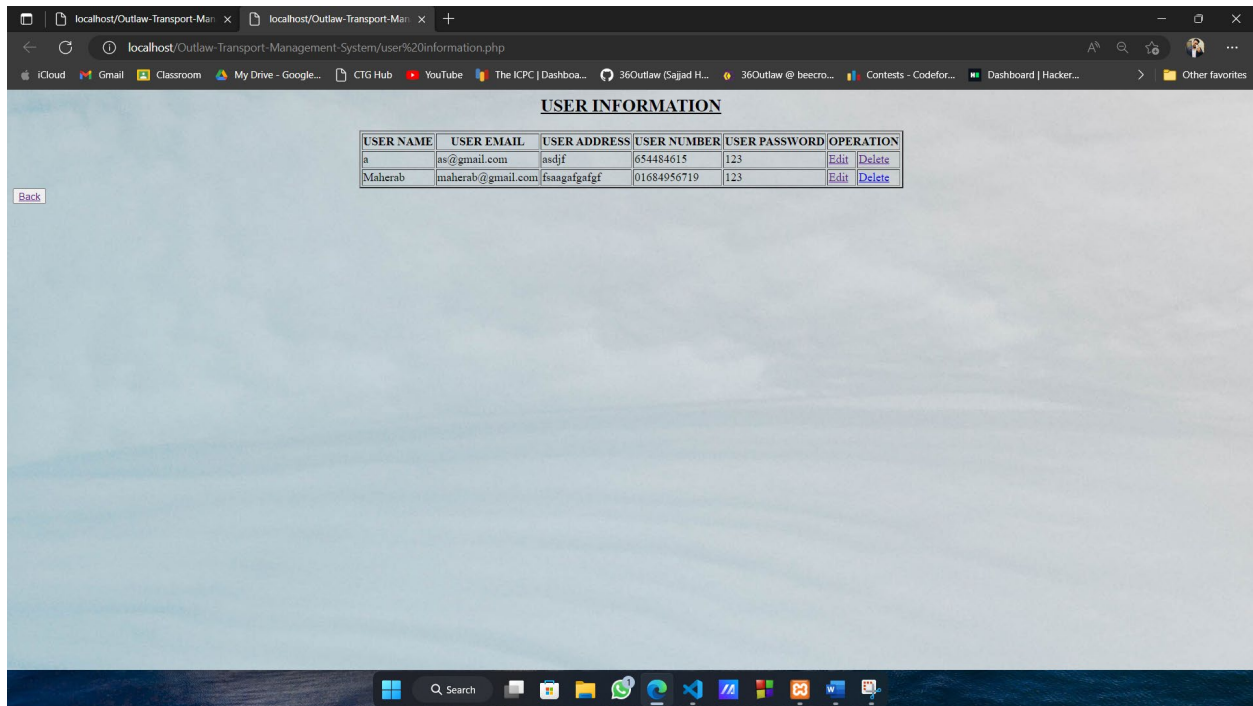 localhost/Outlaw-Transport-Man
localhost/Outlaw-Transport-Man
localhost/Outlaw-Transport-Management-System/user%20information.php
iCloud Gmail Classroom My Drive - Google... CTG Hub YouTube The ICPC | Dashboa... 36Outlaw (Sajjad H... 36Outlaw @ beecro... Contests - Codefor... Dashboard | Hacker... Other favorites
USER INFORMATION
USER NAME USER EMAIL USER ADDRESS USER NUMBER USER PASSWORD OPERATION
a as@gmail.com asdjf 654484615 123 Edit Delete
Maherab maherab@gmail.com fsaagafgafgf 01684956719 123 Edit Delete
Back
Search